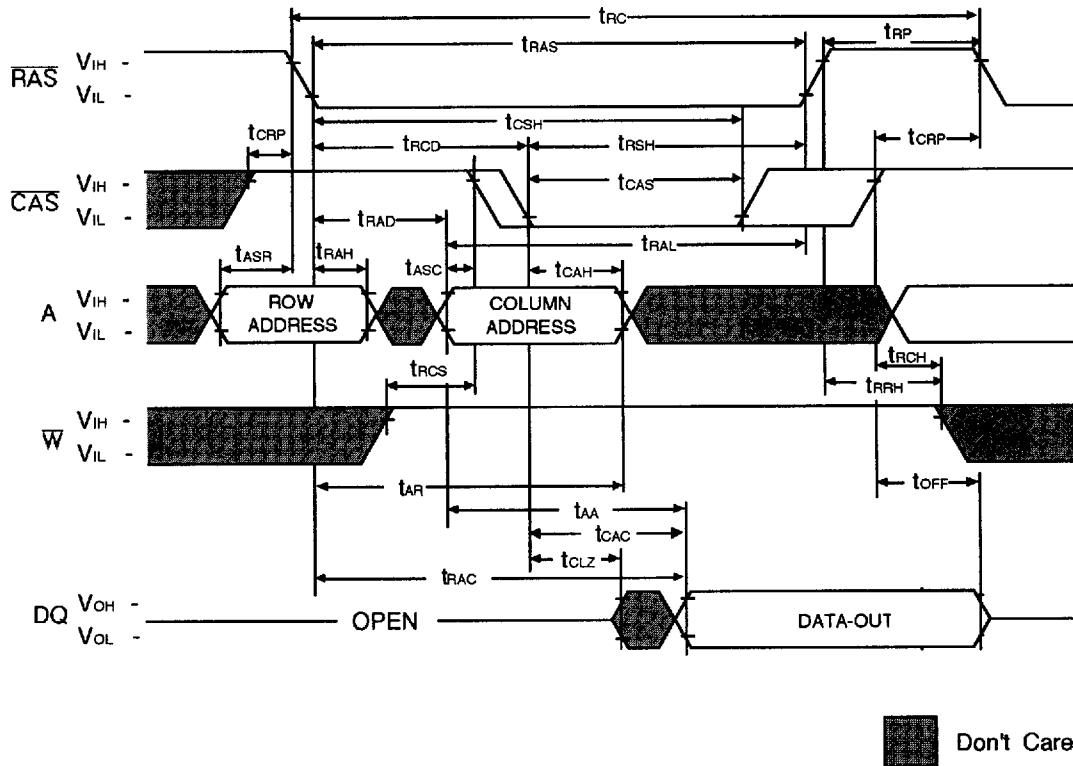 tRC
tRAS
tRP
RAS
VIH -
VIL -
tCSH
tCRP
tRCD
tRSH
tCRP
CAS
VIH -
VIL -
tCAS
tRAD
tRAL
tASR
tRAH
tASC
tCAH
A
VIH -
VIL -
ROW
ADDRESS
COLUMN
ADDRESS
tRCS
tRCH
tRRH
W
VIH -
VIL -
tAR
tOFF
tAA
tCAC
tCLZ
tRAC
DQ
VOH -
VOL -
OPEN
DATA-OUT
Don't Care